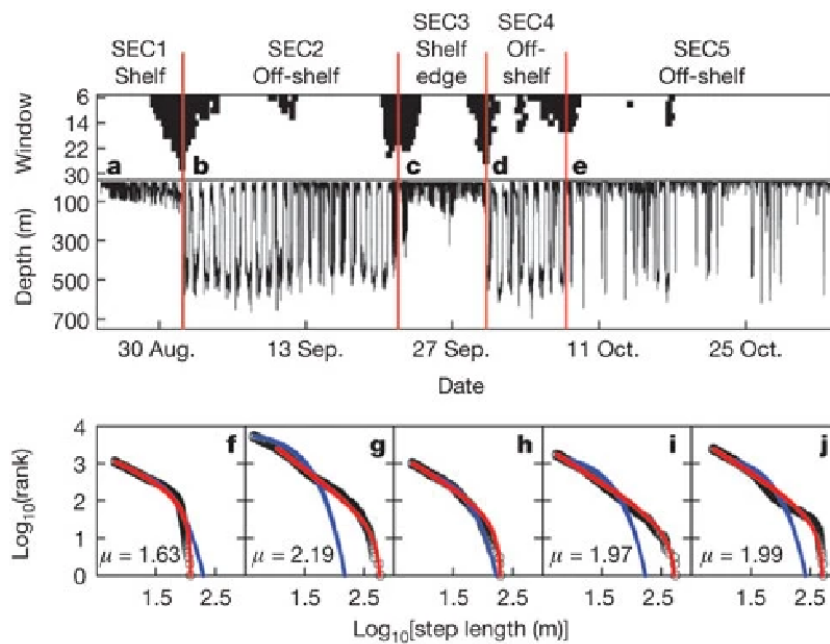 SEC1 Shelf
SEC2 Off-shelf
SEC3 Shelf edge
SEC4 Off-shelf
SEC5 Off-shelf
Window
6
14
22
30
a b c d e
Depth (m)
100
300
500
700
30 Aug. 13 Sep. 27 Sep. 11 Oct. 25 Oct.
Date
Log10(rank)
4
3
2
1
0
f g h i j
μ = 1.63 μ = 2.19 μ = 1.97 μ = 1.99
1.5 2.5 1.5 2.5 1.5 2.5 1.5 2.5 1.5 2.5
Log10[step length (m)]